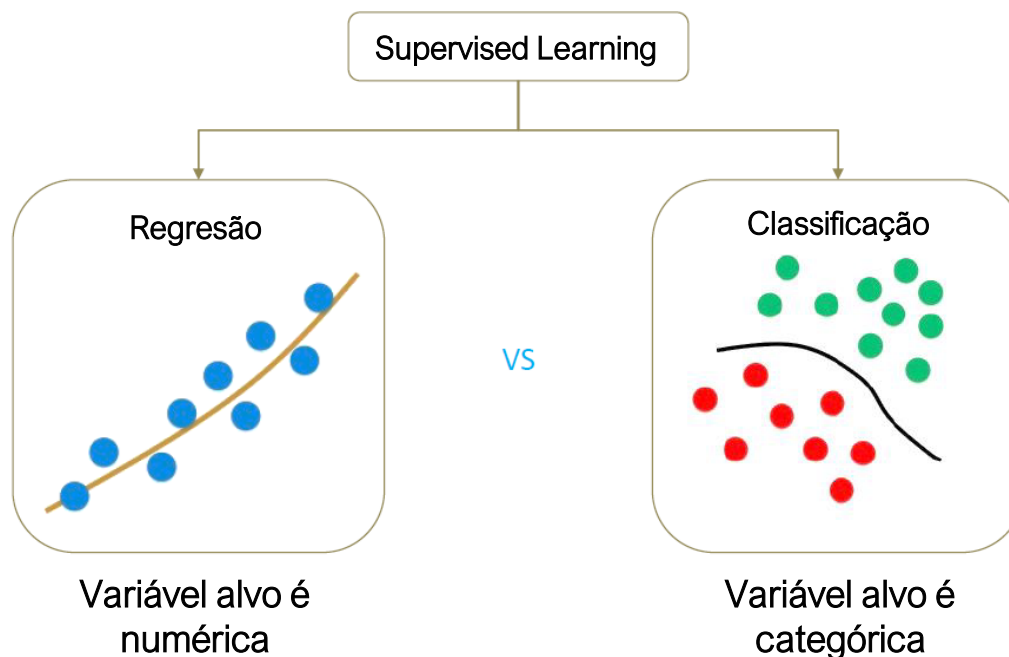 Supervised Learning
Regresão
Classificação
VS
Variável alvo é
numérica
Variável alvo é
categórica